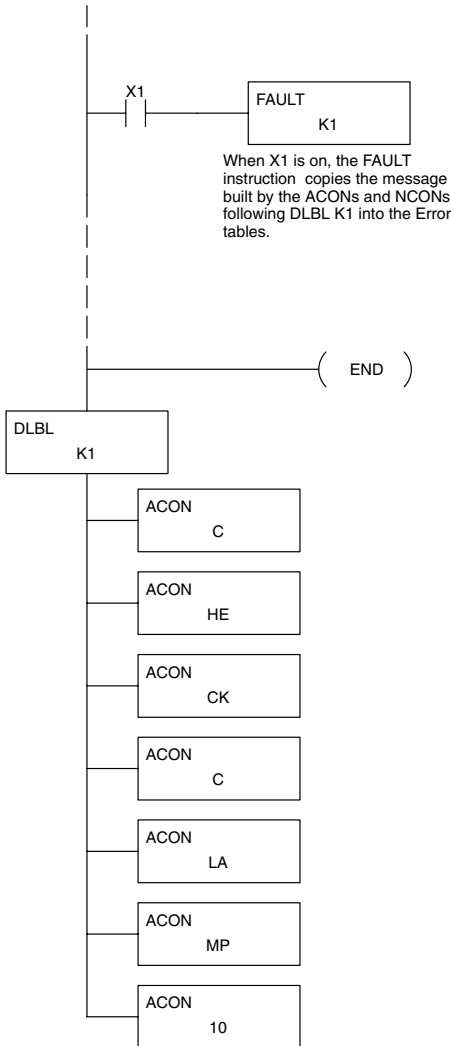 X1
FAULT
K1
When X1 is on, the FAULT
instruction copies the message
built by the ACONs and NCONs
following DLBL K1 into the Error
tables.
END
DLBL
K1
ACON
C
ACON
HE
ACON
CK
ACON
C
ACON
LA
ACON
MP
ACON
10